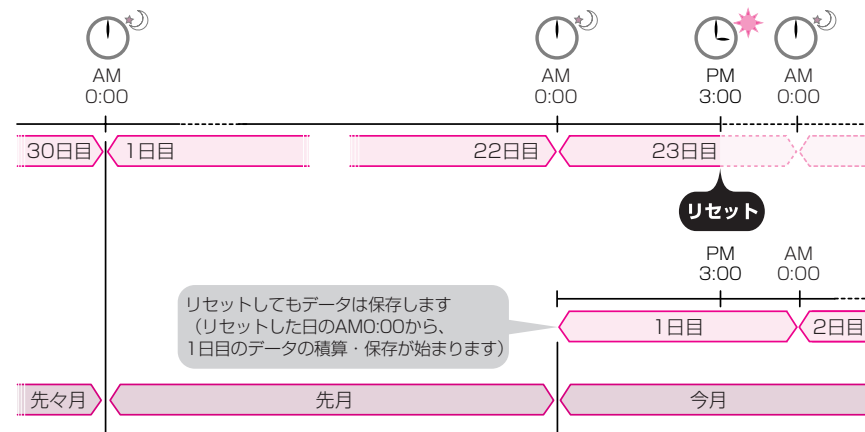 AM
0:00
AM
0:00
PM
3:00
AM
0:00
30日目
1日目
22日目
23日目
リセット
PM
3:00
AM
0:00
リセットしてもデータは保存します
（リセットした日のAM0:00から、
1日目のデータの積算・保存が始まります）
1日目
2日目
先々月
先月
今月